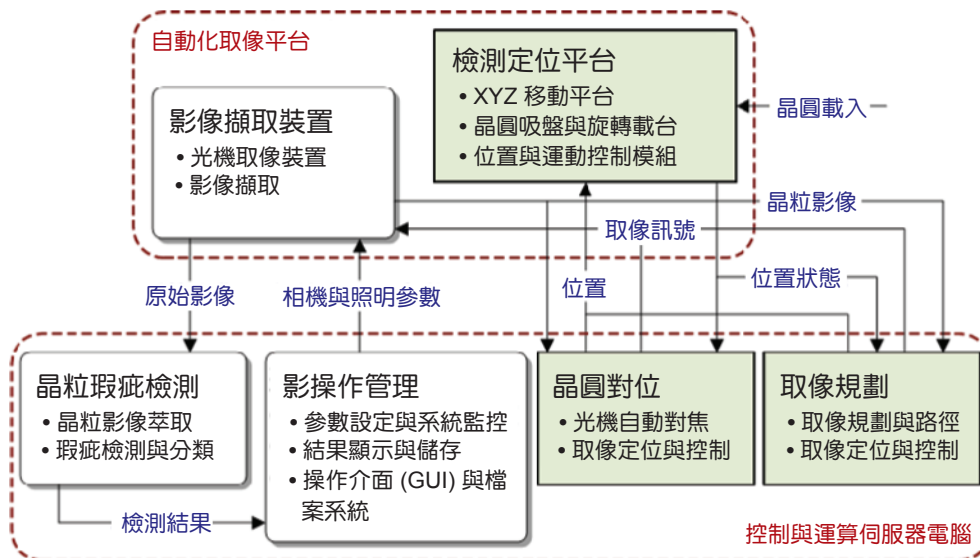 自動化取像平台
檢測定位平台
• XYZ 移動平台
• 晶圓吸盤與旋轉載台
• 位置與運動控制模組
晶圓載入
影像擷取裝置
• 光機取像裝置
• 影像擷取
晶粒影像
取像訊號
原始影像
相機與照明參數
位置
位置狀態
晶粒瑕疵檢測
• 晶粒影像萃取
• 瑕疵檢測與分類
影操作管理
• 參數設定與系統監控
• 結果顯示與儲存
• 操作介面 (GUI) 與檔
案系統
晶圓對位
• 光機自動對焦
• 取像定位與控制
取像規劃
• 取像規劃與路徑
• 取像定位與控制
檢測結果
控制與運算伺服器電腦